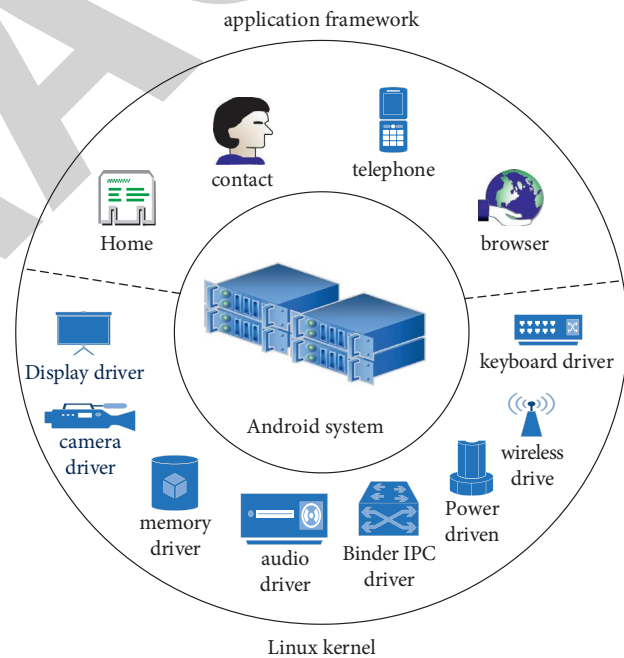 application framework
contact
telephone
Home
browser
Display driver
keyboard driver
Android system
camera
driver
wireless
drive
memory
driver
audio
driver
Binder IPC
driver
Power
driven
Linux kernel